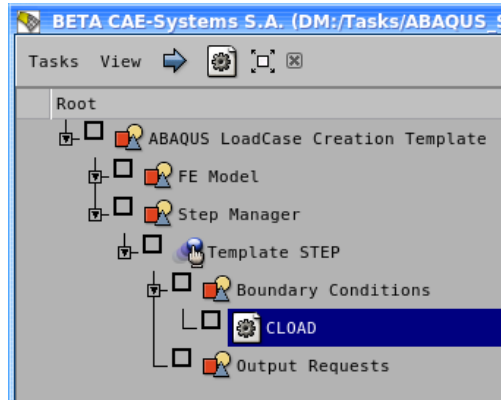 BETA CAE-Systems S.A. (DM:/Tasks/ABAQUS_
Tasks View
Root
ABAQUS LoadCase Creation Template
FE Model
Step Manager
Template STEP
Boundary Conditions
CLOAD
Output Requests